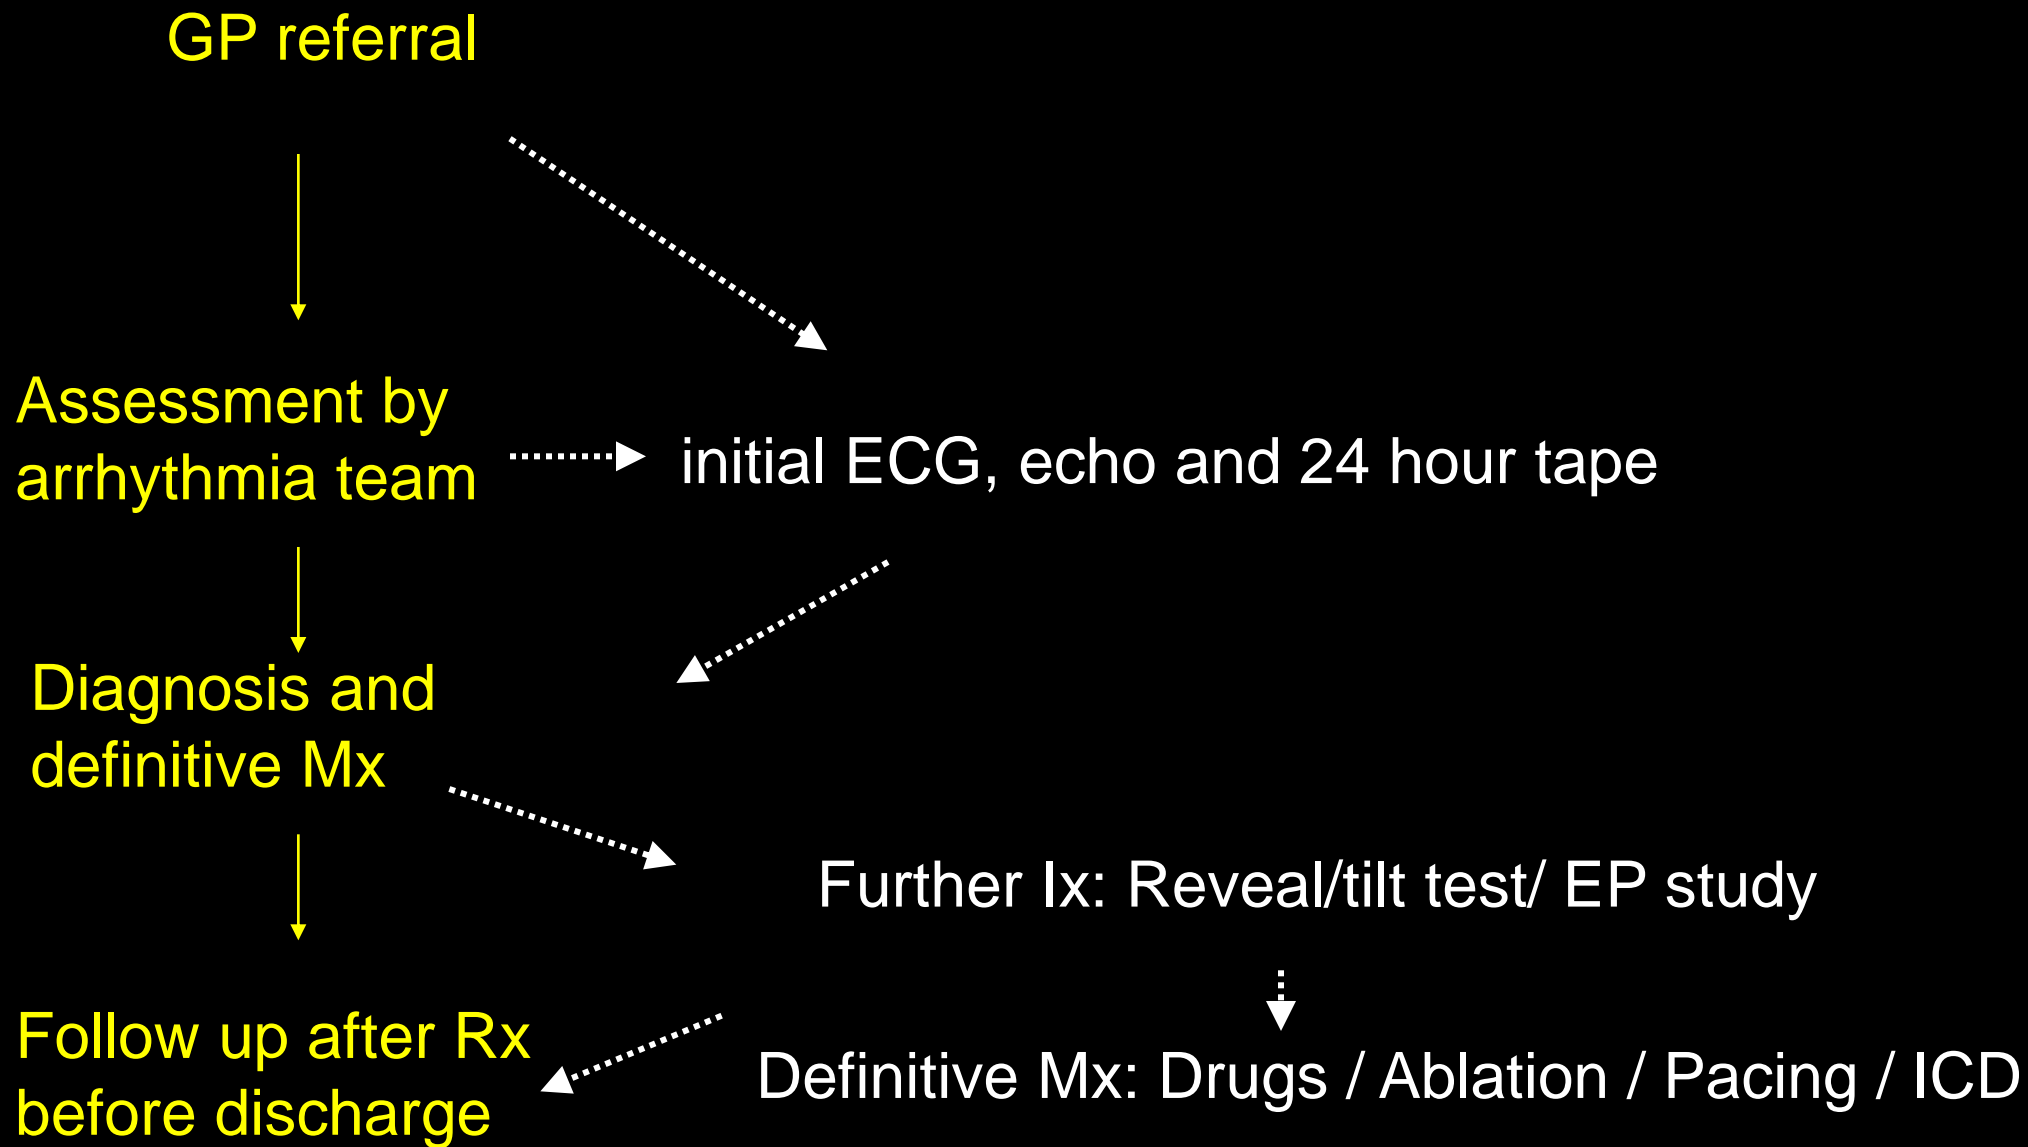 GP referral
Assessment by
arrhythmia team
initial ECG, echo and 24 hour tape
Diagnosis and
definitive Mx
Further Ix: Reveal/tilt test/ EP study
Follow up after Rx
before discharge
Definitive Mx: Drugs / Ablation / Pacing / ICD